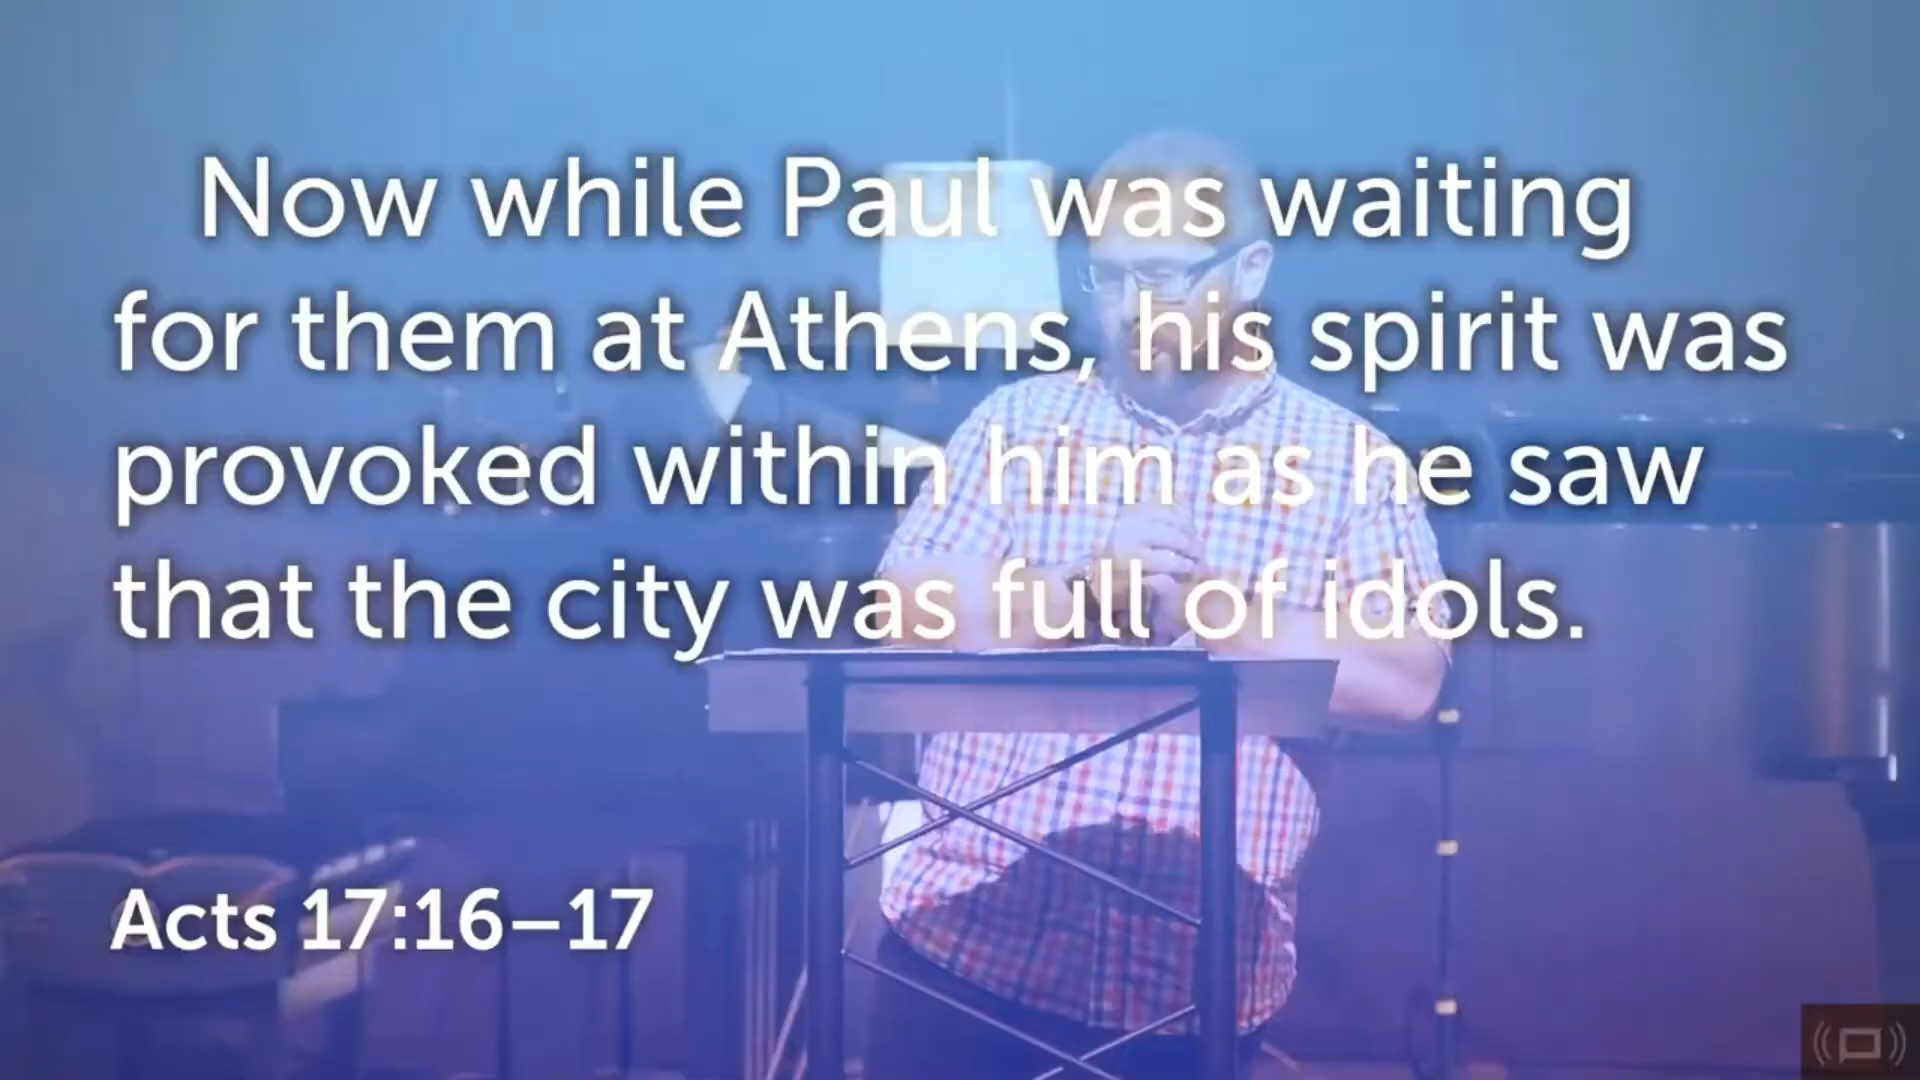 Now while Paul was waiting
for them at Athens, his spirit was
provoked within him as he saw
that the city was full of idols.
Acts 17:16–17